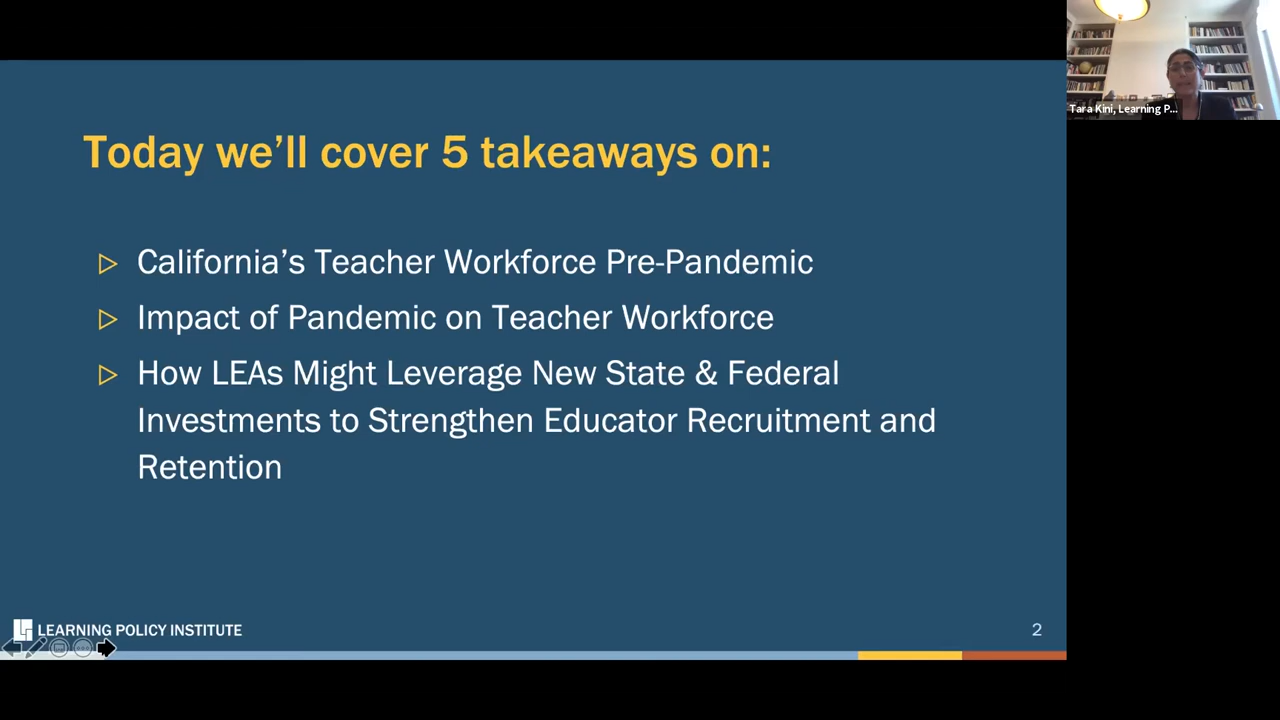 Tara Kini, Learning P...
Today we’ll cover 5 takeaways on:
California’s Teacher Workforce Pre-Pandemic
Impact of Pandemic on Teacher Workforce
How LEAs Might Leverage New State & Federal
Investments to Strengthen Educator Recruitment and
Retention
LEARNING POLICY INSTITUTE
2